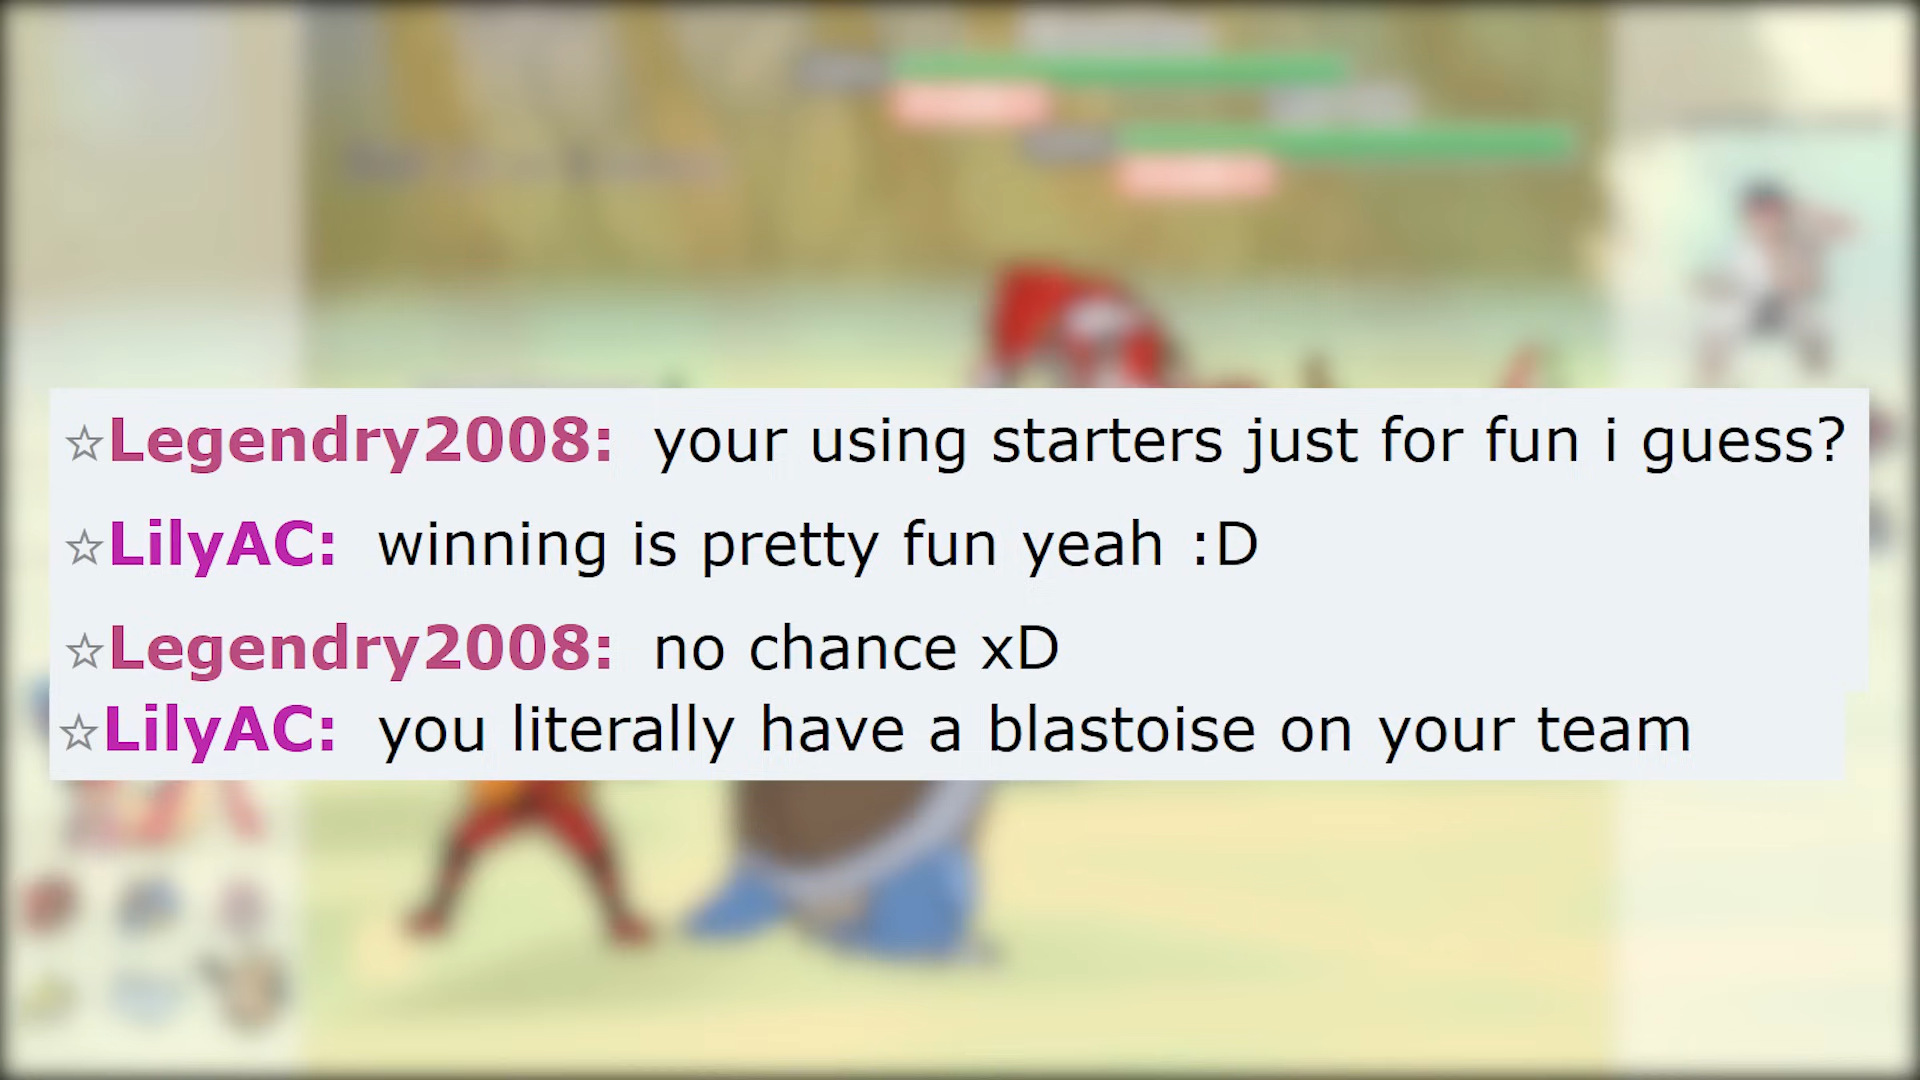 ☆Legendry2008: your using starters just for fun i guess?
☆LilyAC: winning is pretty fun yeah :D
☆Legendry2008: no chance xD
☆LilyAC: you literally have a blastoise on your team